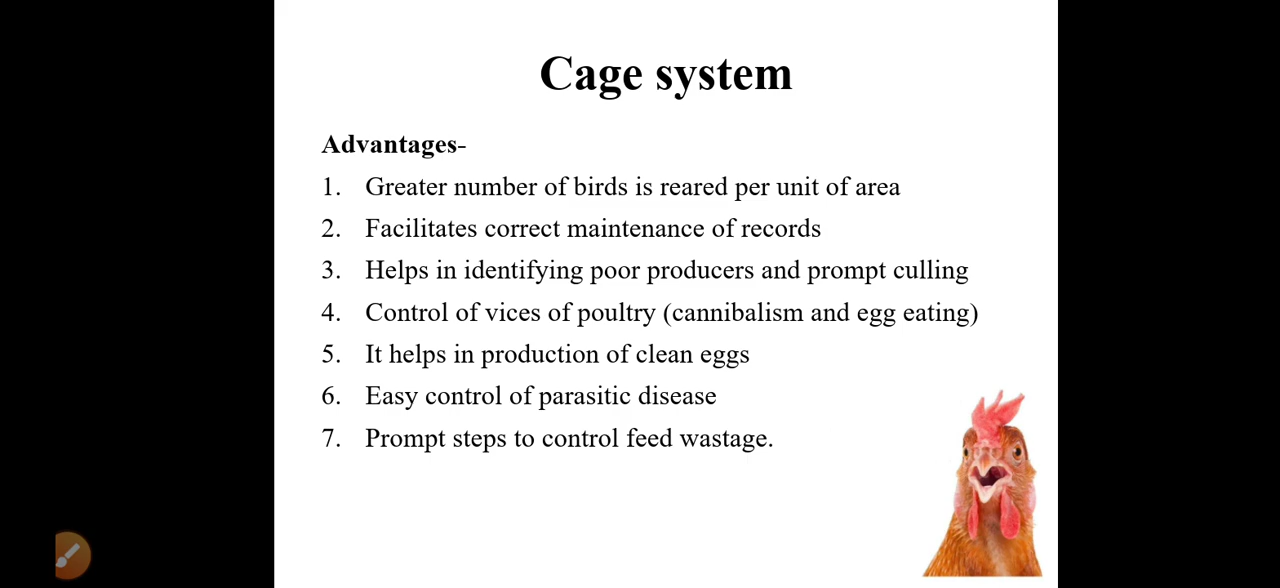 Cage system
Advantages-
1. Greater number of birds is reared per unit of area
2. Facilitates correct maintenance of records
3. Helps in identifying poor producers and prompt culling
4. Control of vices of poultry (cannibalism and egg eating)
5. It helps in production of clean eggs
6. Easy control of parasitic disease
7. Prompt steps to control feed wastage.